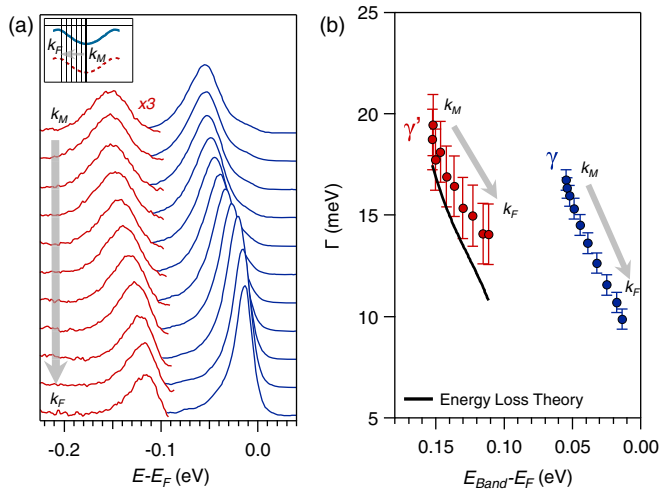 (a)
k_F
k_M
k_M
x3
k_F
-0.2
-0.1
0.0
E-E_F (eV)
(b)
25
20
15
10
5
Γ (meV)
k_M
γ'
k_F
γ
k_M
k_F
Energy Loss Theory
0.15
0.10
0.05
0.00
E_Band-E_F (eV)